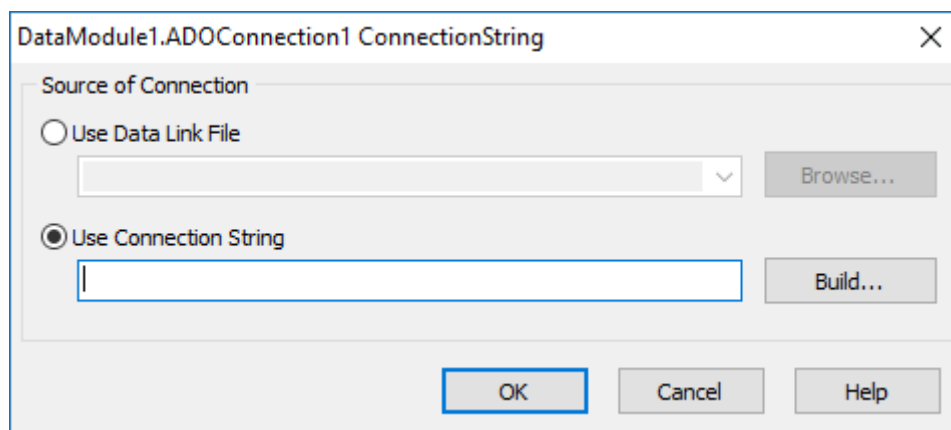 DataModule1.ADOConnection1 ConnectionString
Source of Connection
Use Data Link File
Browse...
Use Connection String
Build...
OK Cancel Help